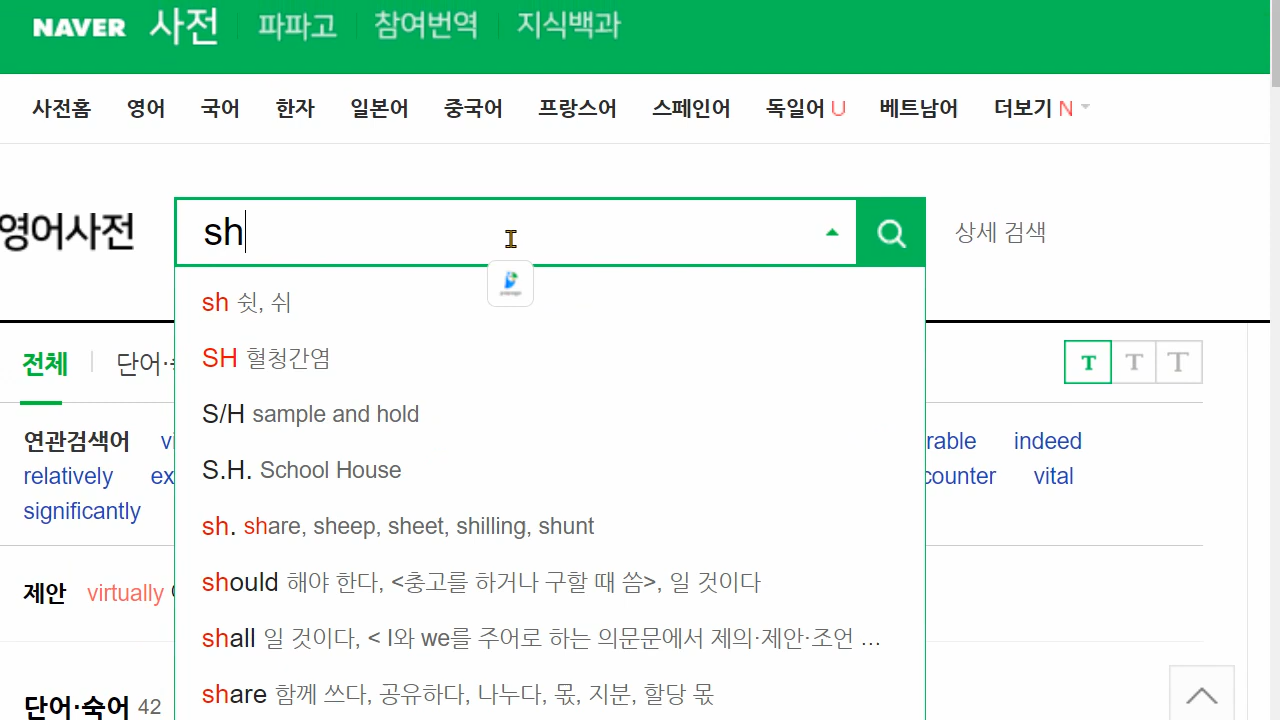 NAVER 사전 파파고 참여번역 지식백과
사전홈 영어 국어 한자 일본어 중국어 프랑스어 스페인어 독일어 U 베트남어 더보기 N
영어사전 sh 상세 검색
sh 쉿, 쉬
SH 혈청간염
S/H sample and hold
S.H. School House
sh. share, sheep, sheet, shilling, shunt
should 해야 한다, <충고를 하거나 구할 때 씀>, 일 것이다
shall 일 것이다, < I와 we를 주어로 하는 의문문에서 제의·제안·조언 ...
share 함께 쓰다, 공유하다, 나누다, 몫, 지분, 할당 몫
전체 단어· T T T
연관검색어 vi rable indeed
relatively ex counter vital
significantly
제안 virtually
단어·숙어 42